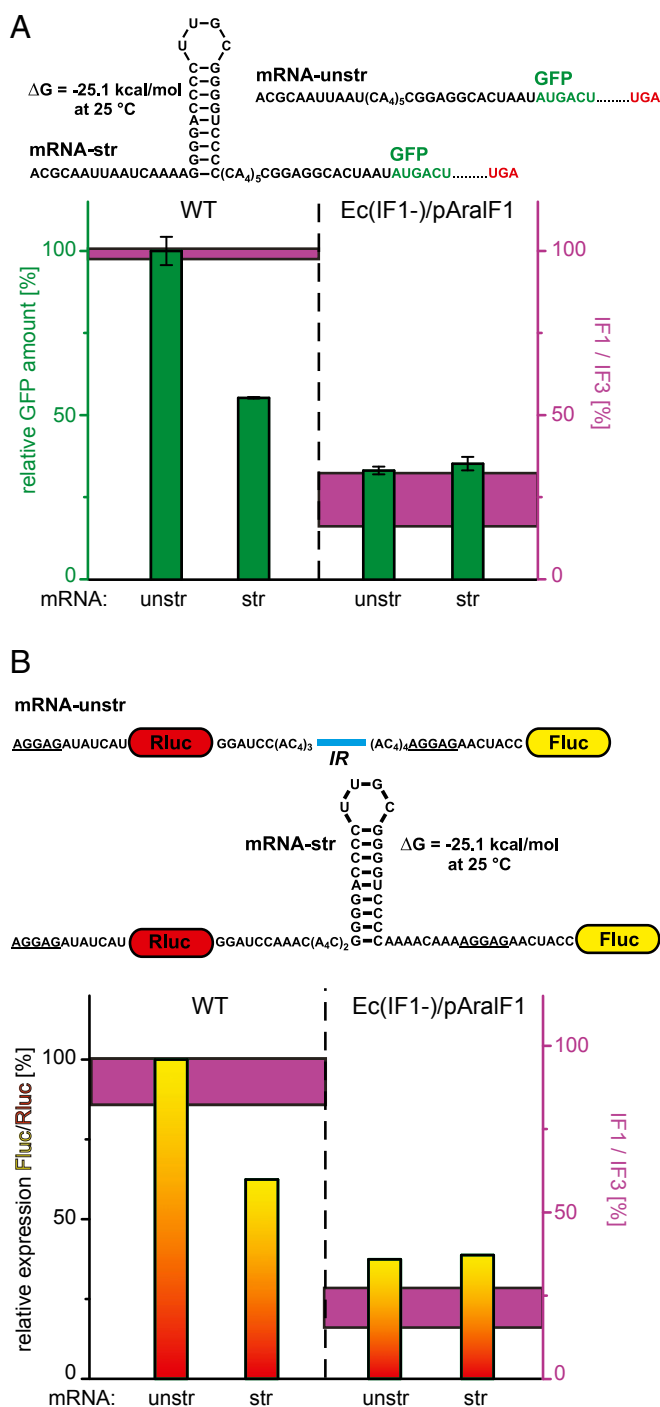 A
ΔG = -25.1 kcal/mol
at 25 °C
U G
U C
C – G
C – G
C – G
C – G
A – U
G – C
G – C
G – C
mRNA-unstr
GFP
ACGCAAUUAAU(CA4)5CGGAGGCACUAAUAUGACU.........UGA
mRNA-str
GFP
ACGCAAUUAAUCAAAAG – C(CA4)5CGGAGGCACUAAUAUGACU.........UGA
WT
Ec(IF1-)/pAraIF1
relative GFP amount [%]
100
50
0
IF1 / IF3 [%]
100
50
0
mRNA: unstr str unstr str
B
mRNA-unstr
AGGAGAUAUCAU Rluc GGAUCC(AC4)3 IR (AC4)4AGGAGAACUACC Fluc
mRNA-str
U G
U C
C – G
C – G
C – G
C – G
A – U
G – C
G – C
G – C
ΔG = -25.1 kcal/mol
at 25 °C
AGGAGAUAUCAU Rluc GGAUCCAAAC(A4C)2G – CAAAACAAAAGGAGAACUACC Fluc
WT
Ec(IF1-)/pAraIF1
relative expression Fluc/Rluc [%]
100
50
0
IF1 / IF3 [%]
100
50
0
mRNA: unstr str unstr str